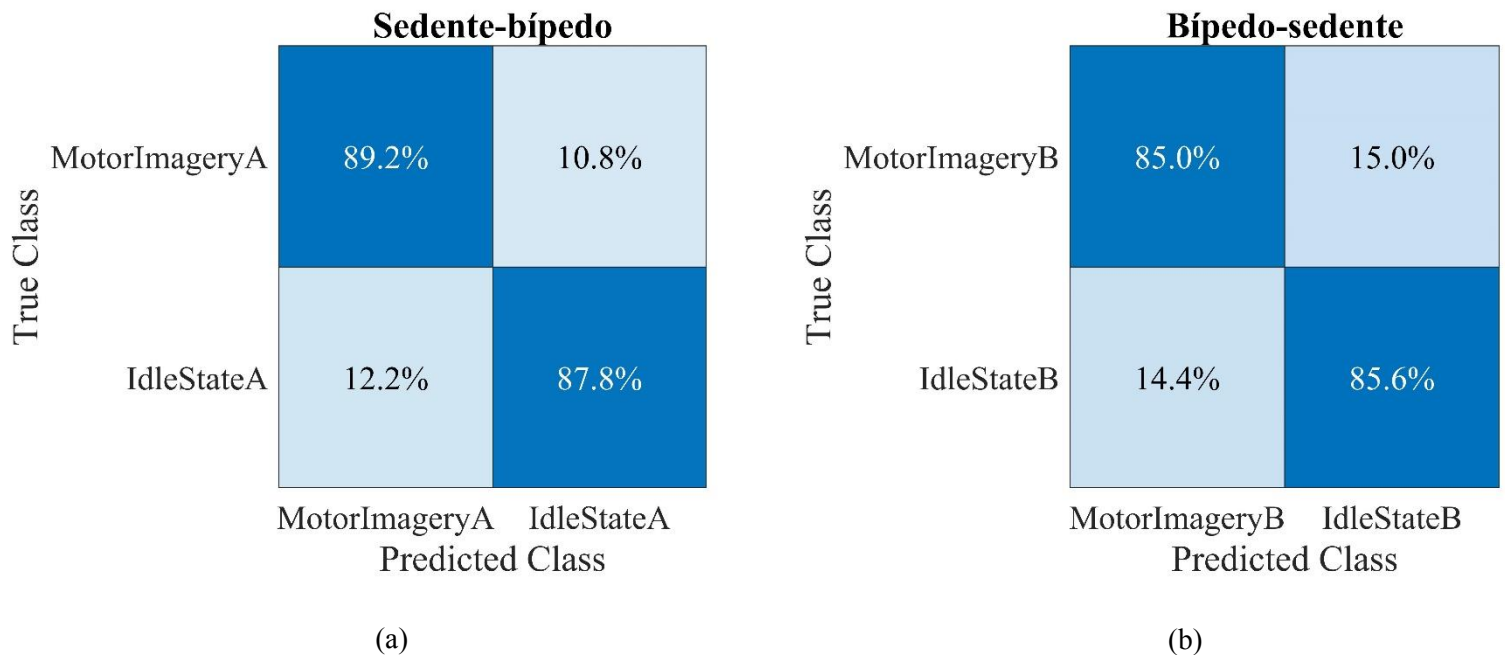 Sedente-bípedo
MotorImageryA
89.2%
10.8%
True Class
IdleStateA
12.2%
87.8%
MotorImageryA
IdleStateA
Predicted Class
(a)
Bípedo-sedente
MotorImageryB
85.0%
15.0%
True Class
IdleStateB
14.4%
85.6%
MotorImageryB
IdleStateB
Predicted Class
(b)